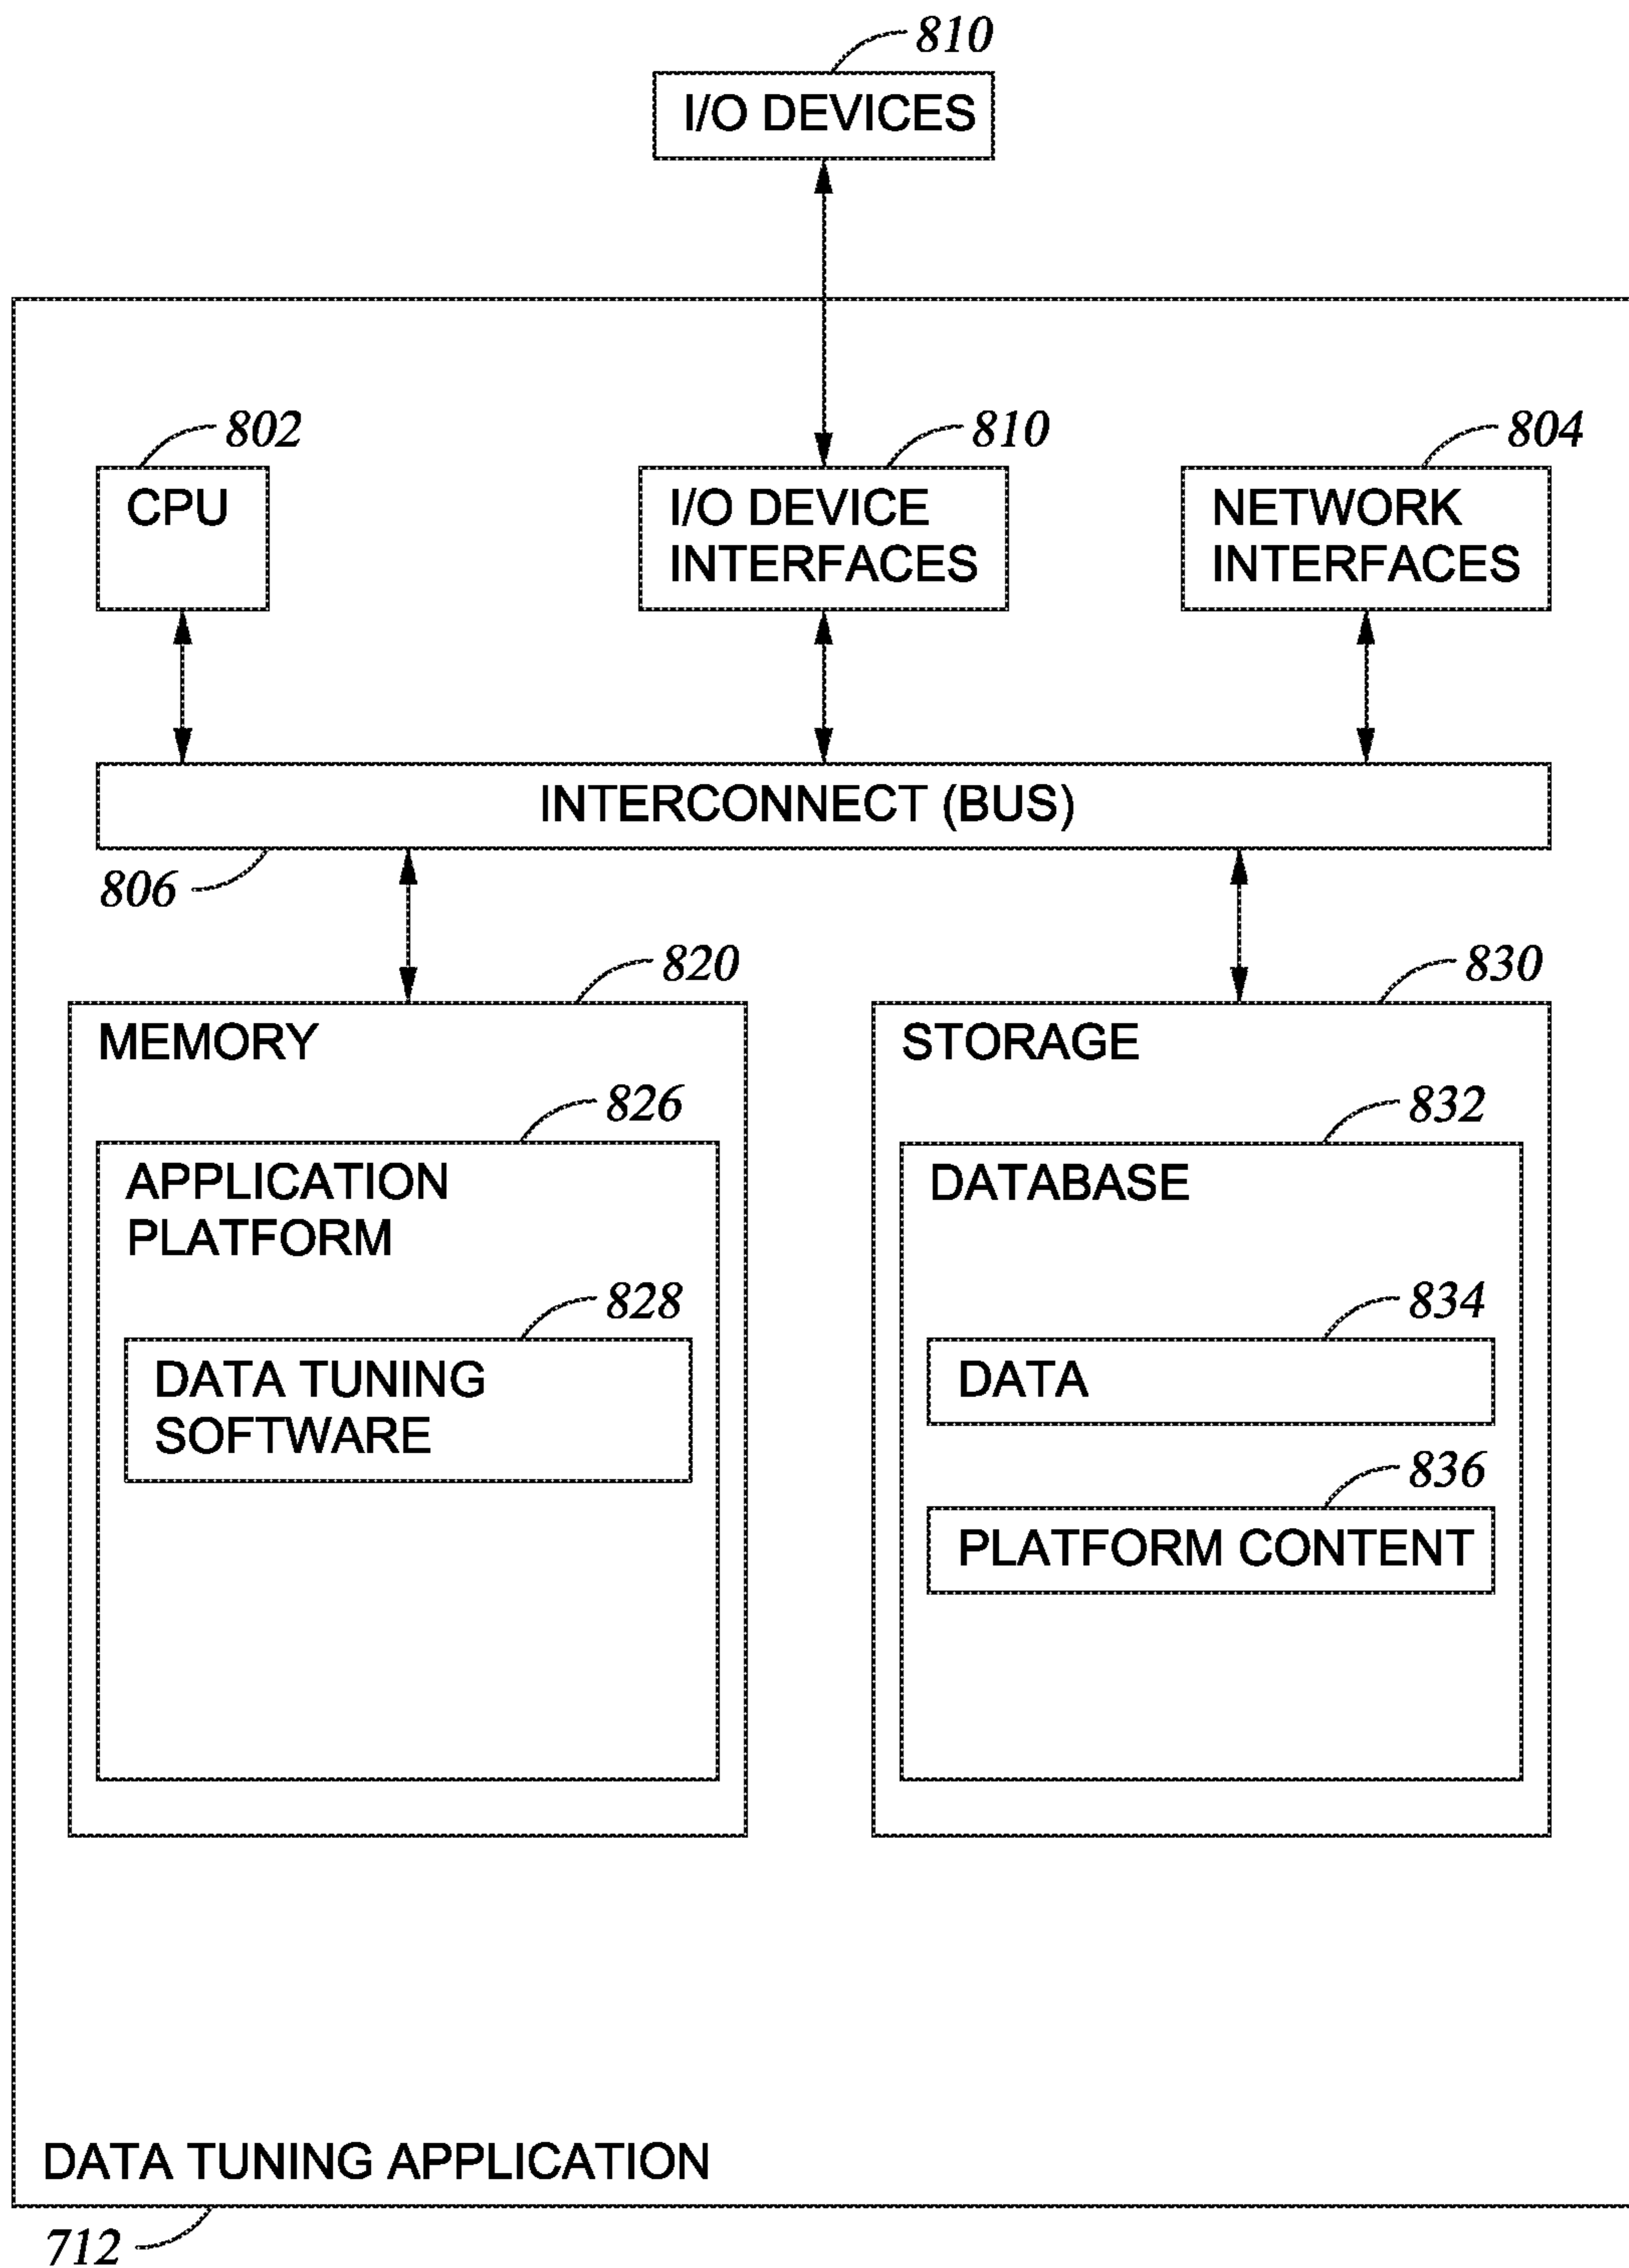 810
I/O DEVICES
802
810
804
CPU
I/O DEVICE
INTERFACES
NETWORK
INTERFACES
INTERCONNECT (BUS)
806
820
830
MEMORY
STORAGE
826
832
APPLICATION
PLATFORM
DATABASE
828
834
DATA TUNING
SOFTWARE
DATA
836
PLATFORM CONTENT
DATA TUNING APPLICATION
712